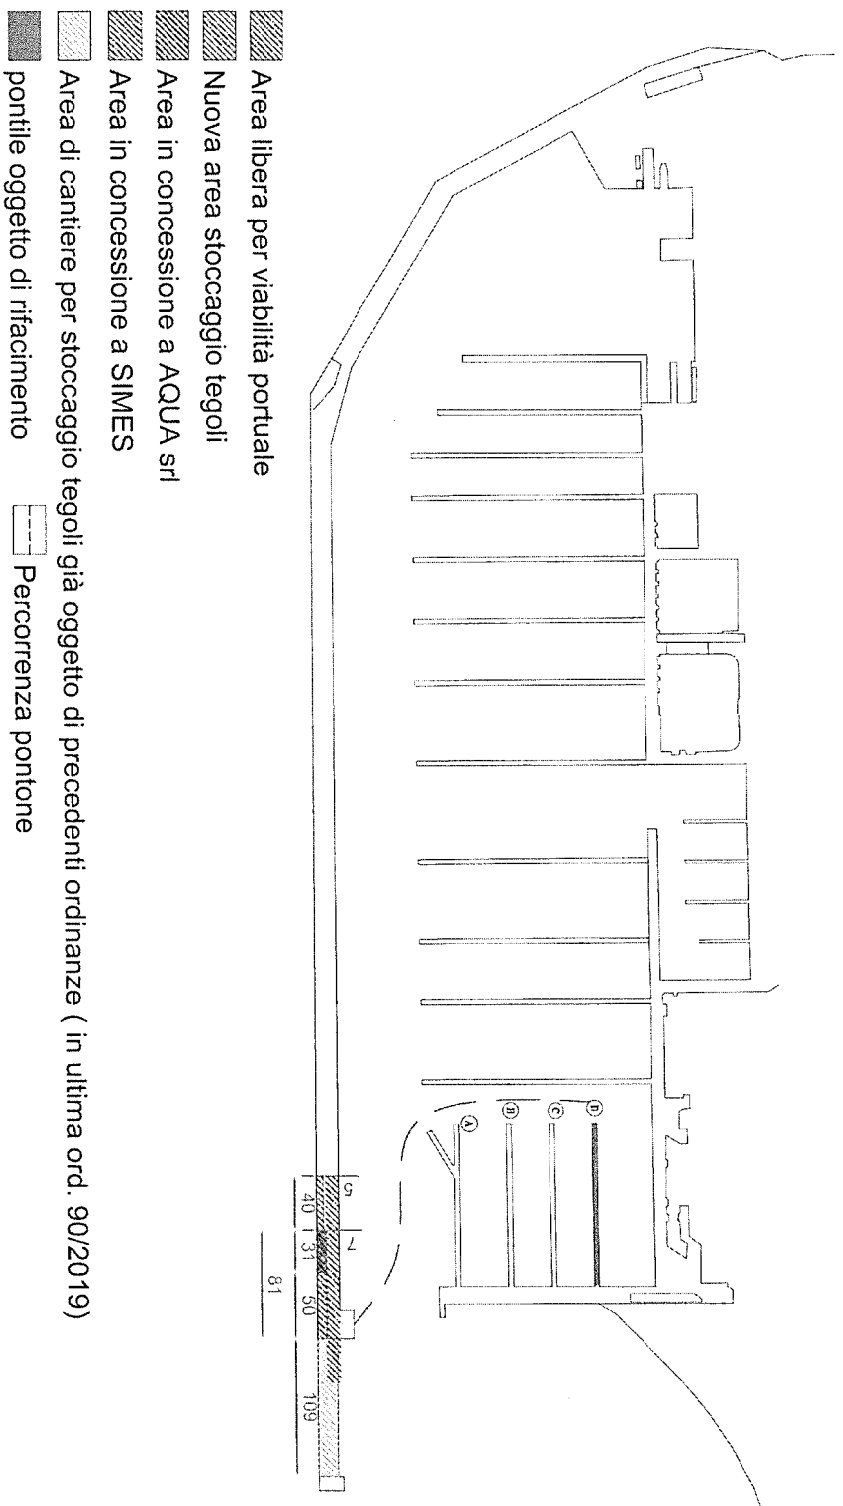 Area libera per viabilità portuale
Nuova area stoccaggio tegoli
Area in concessione a AQUA srl
Area in concessione a SIMES
Area di cantiere per stoccaggio tegoli già oggetto di precedenti ordinanze ( in ultima ord. 90/2019)
pontile oggetto di rifacimento
Percorrenza pontone
A
B
C
D
5
7
40
31
50
109
81